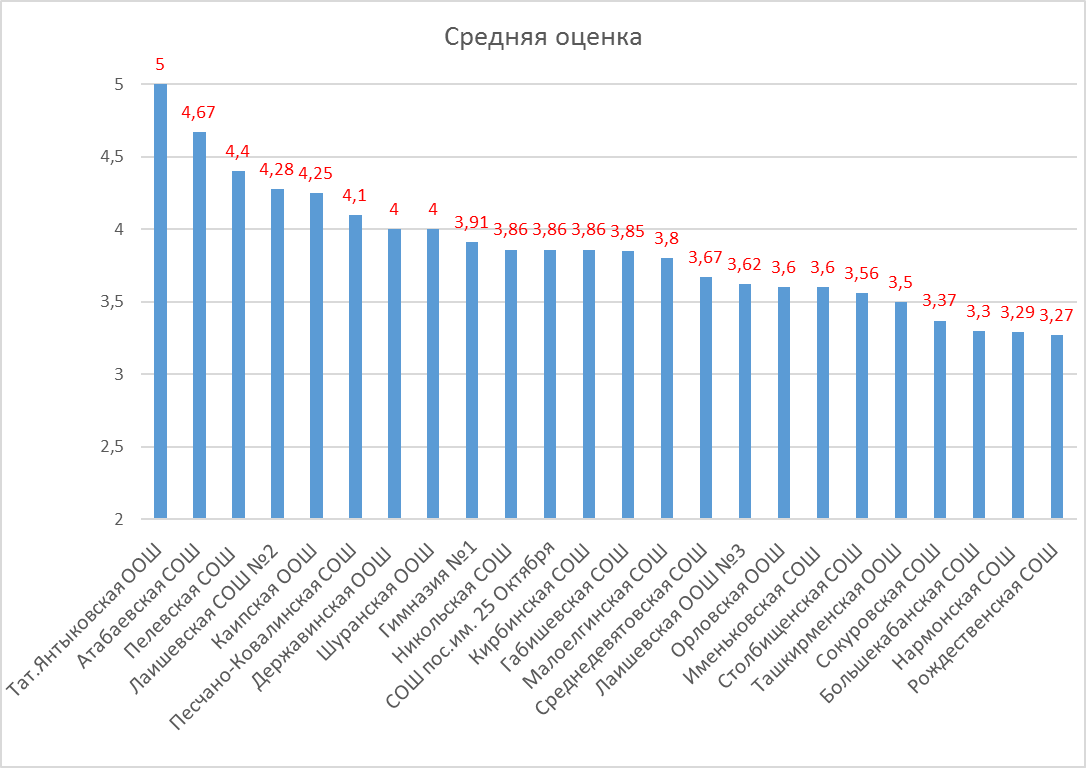 Средняя оценка
5
4,67
4,4
4,28
4,25
4,1
4
4
3,91
3,86
3,86
3,86
3,85
3,8
3,67
3,62
3,6
3,6
3,56
3,5
3,37
3,3
3,29
3,27
5
4,5
4
3,5
3
2,5
2
Тат.Янтыковская ООШ
Атабаевская СОШ
Пелевская СОШ
Лаишевская СОШ №2
Каипская ООШ
Песчано-Ковалинская СОШ
Державинская ООШ
Шуранская ООШ
Гимназия №1
Никольская СОШ
СОШ пос.им. 25 Октября
Кирбинская СОШ
Габишевская СОШ
Малоелгинская СОШ
Среднедевятовская СОШ
Лаишевская ООШ №3
Орловская ООШ
Именьковская СОШ
Столбищенская СОШ
Ташкирменская ООШ
Сокуровская СОШ
Большекабанская СОШ
Нармонская СОШ
Рождественская СОШ